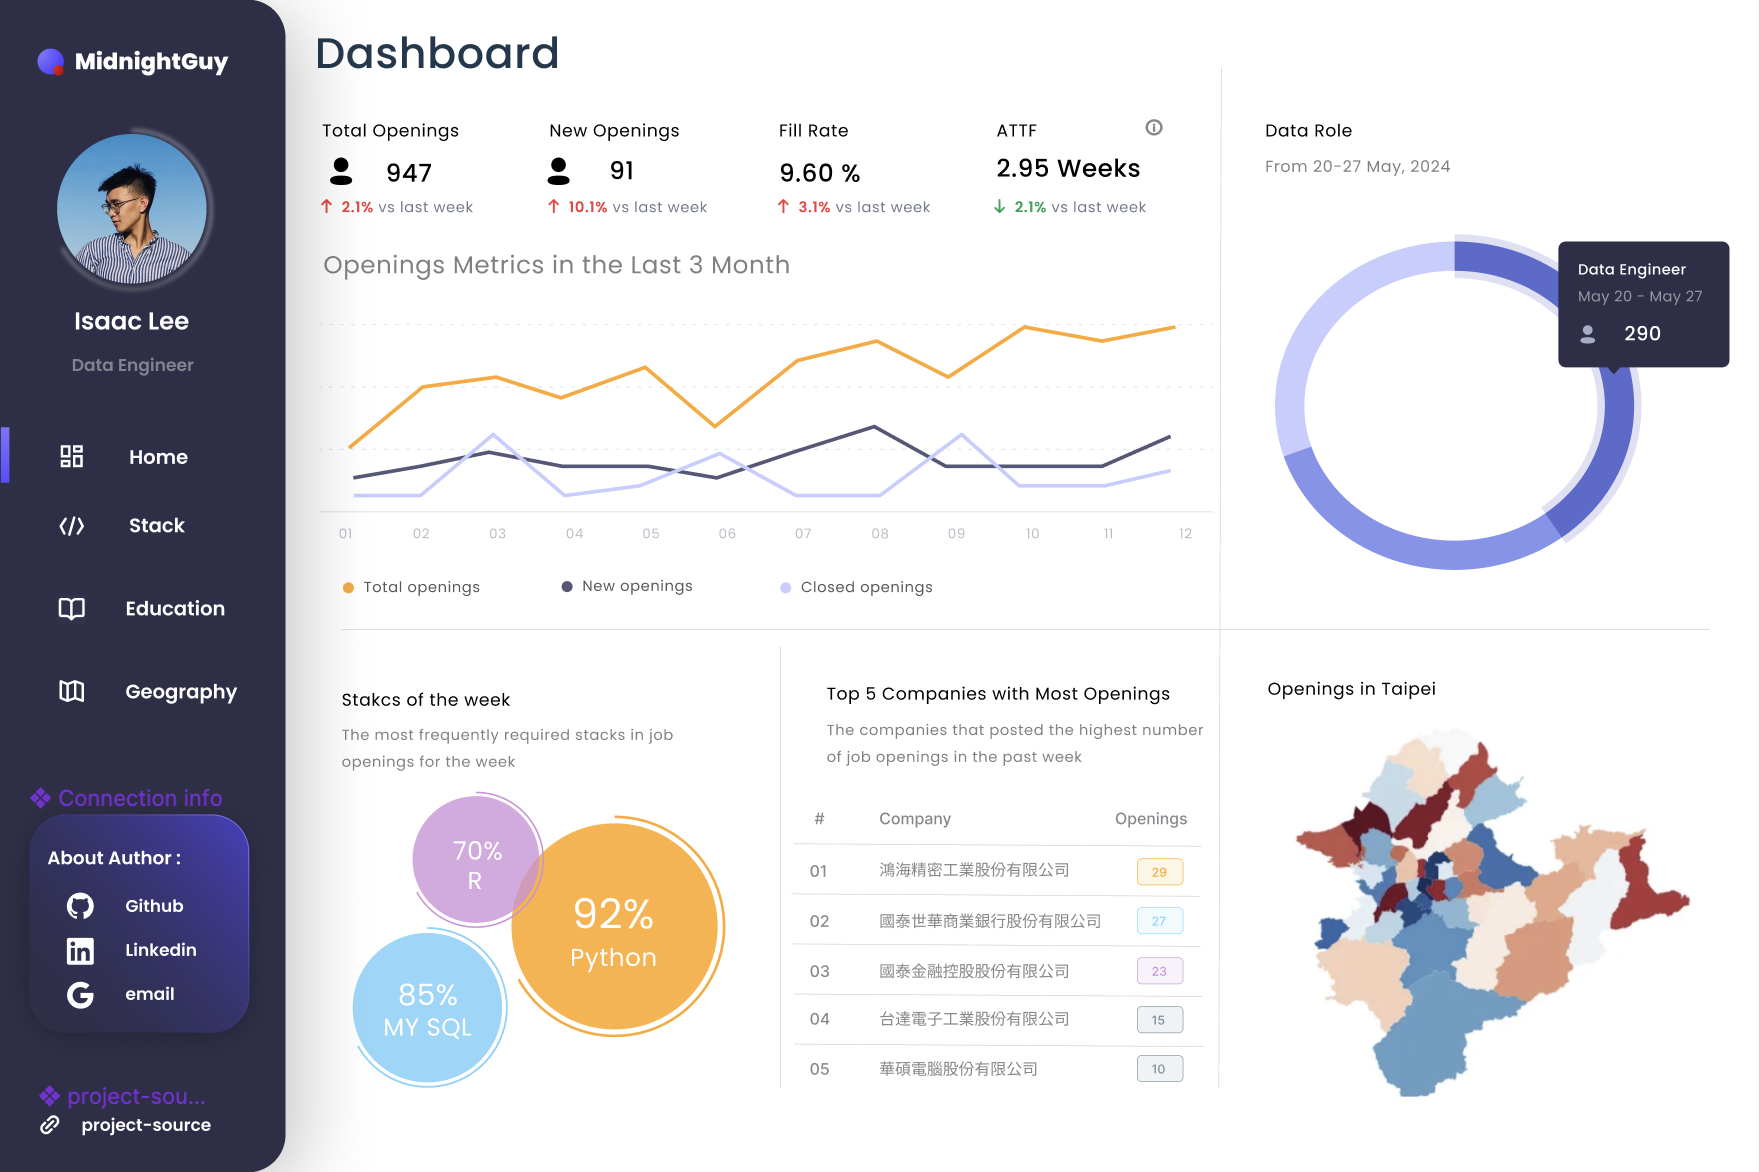 MidnightGuy
Isaac Lee
Data Engineer
Home
Stack
Education
Geography
Connection info
About Author :
Github
Linkedin
email
project-sou...
project-source
Dashboard
Total Openings
947
2.1% vs last week
New Openings
91
10.1% vs last week
Fill Rate
9.60 %
3.1% vs last week
ATTF
2.95 Weeks
2.1% vs last week
Openings Metrics in the Last 3 Month
01 02 03 04 05 06 07 08 09 10 11 12
Total openings
New openings
Closed openings
Data Role
From 20-27 May, 2024
Data Engineer
May 20 - May 27
290
Stakcs of the week
The most frequently required stacks in job
openings for the week
70%
R
92%
Python
85%
MY SQL
Top 5 Companies with Most Openings
The companies that posted the highest number
of job openings in the past week
# Company Openings
01 鴻海精密工業股份有限公司 29
02 國泰世華商業銀行股份有限公司 27
03 國泰金融控股股份有限公司 23
04 台達電子工業股份有限公司 15
05 華碩電腦股份有限公司 10
Openings in Taipei